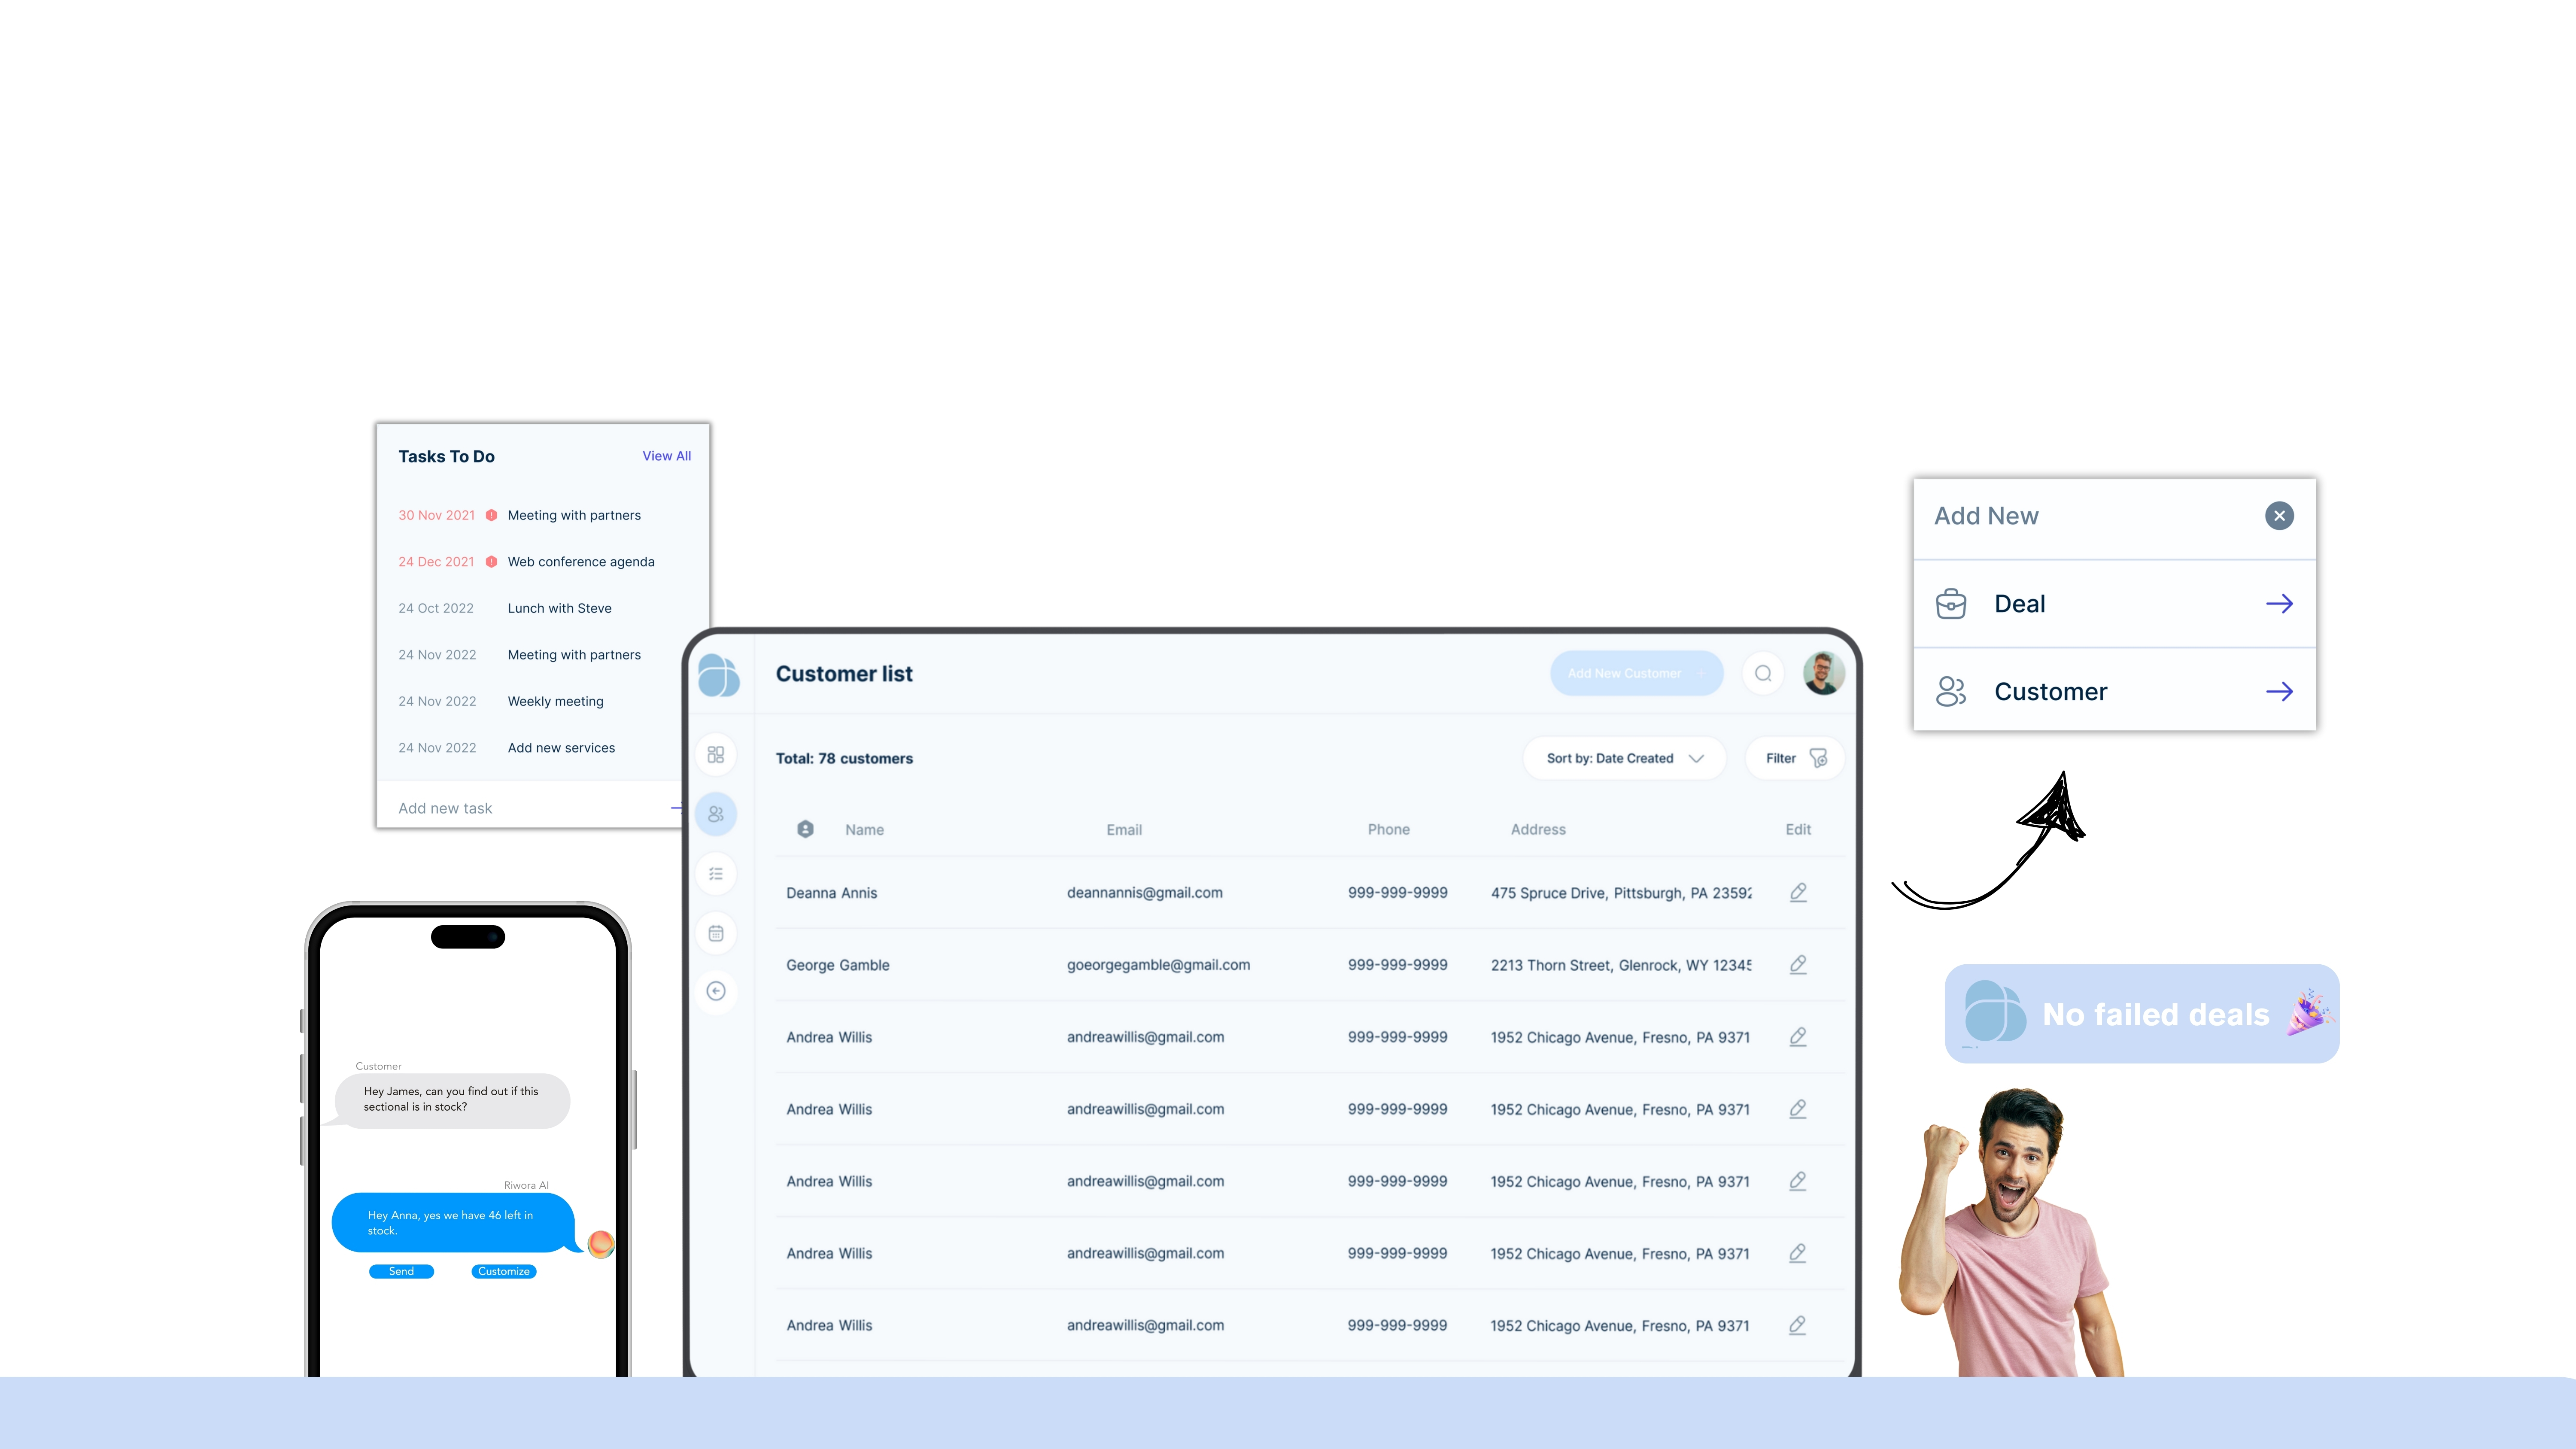 Tasks To Do View All
30 Nov 2021 Meeting with partners
24 Dec 2021 Web conference agenda
24 Oct 2022 Lunch with Steve
24 Nov 2022 Meeting with partners
24 Nov 2022 Weekly meeting
24 Nov 2022 Add new services
Add new task
Customer
Hey James, can you find out if this
sectional is in stock?
Riwora AI
Hey Anna, yes we have 46 left in
stock.
Send Customize
Customer list Add New Customer
Total: 78 customers Sort by: Date Created Filter
Name Email Phone Address Edit
Deanna Annis deannannis@gmail.com 999-999-9999 475 Spruce Drive, Pittsburgh, PA 23592
George Gamble goeorgegamble@gmail.com 999-999-9999 2213 Thorn Street, Glenrock, WY 12345
Andrea Willis andreawillis@gmail.com 999-999-9999 1952 Chicago Avenue, Fresno, PA 9371
Andrea Willis andreawillis@gmail.com 999-999-9999 1952 Chicago Avenue, Fresno, PA 9371
Andrea Willis andreawillis@gmail.com 999-999-9999 1952 Chicago Avenue, Fresno, PA 9371
Andrea Willis andreawillis@gmail.com 999-999-9999 1952 Chicago Avenue, Fresno, PA 9371
Andrea Willis andreawillis@gmail.com 999-999-9999 1952 Chicago Avenue, Fresno, PA 9371
Add New
Deal
Customer
No failed deals